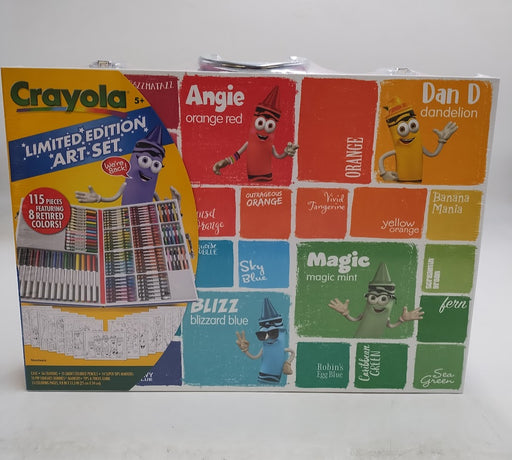 Crayola
5+
LIMITED EDITION
ART SET
We're
Back!
115 PIECES
FEATURING
8 RETIRED
COLORS!
Angie
orange red
ORANGE
Dan D
dandelion
OUTRAGEOUS
ORANGE
Vivid
Tangerine
yellow
orange
Banana
Mania
Sky
Blue
Magic
magic mint
fern
BLIZZ
blizzard blue
Robin's
Egg Blue
Caribbean
GREEN
Sea
Green